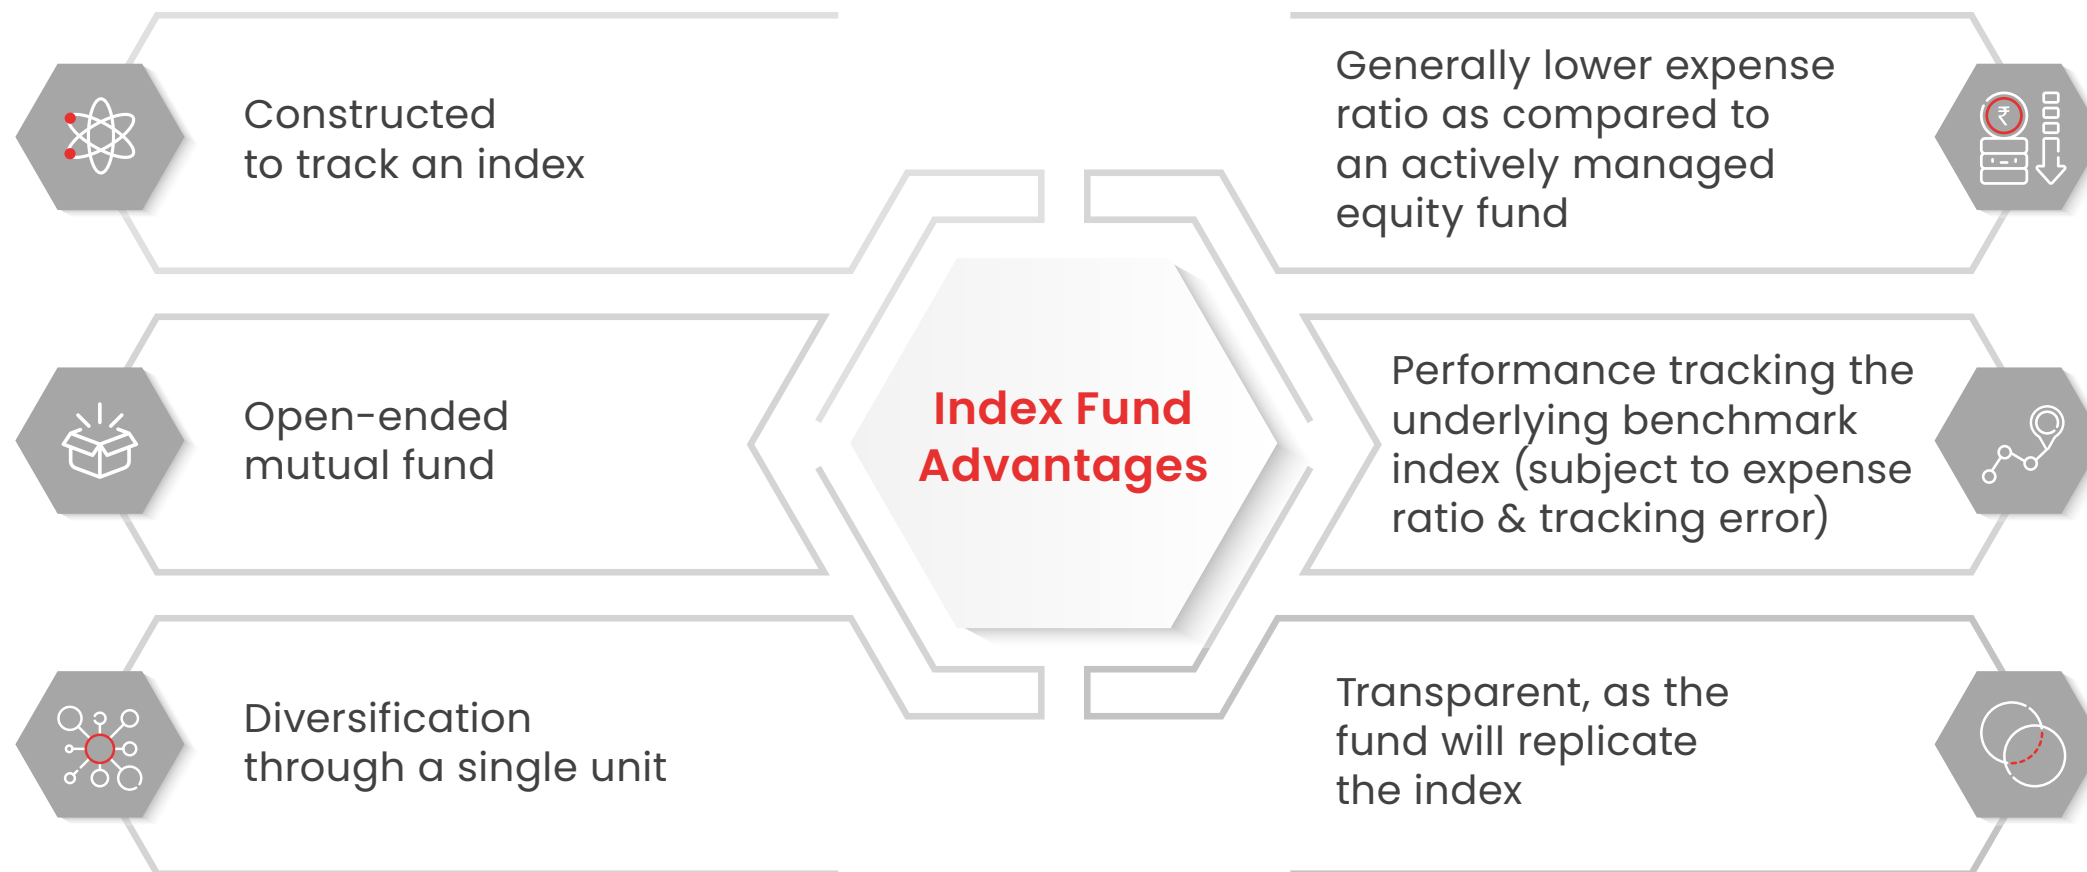 Constructed
to track an index
Open-ended
mutual fund
Diversification
through a single unit
Index Fund
Advantages
Generally lower expense
ratio as compared to
an actively managed
equity fund
₹
Performance tracking the
underlying benchmark
index (subject to expense
ratio & tracking error)
Transparent, as the
fund will replicate
the index